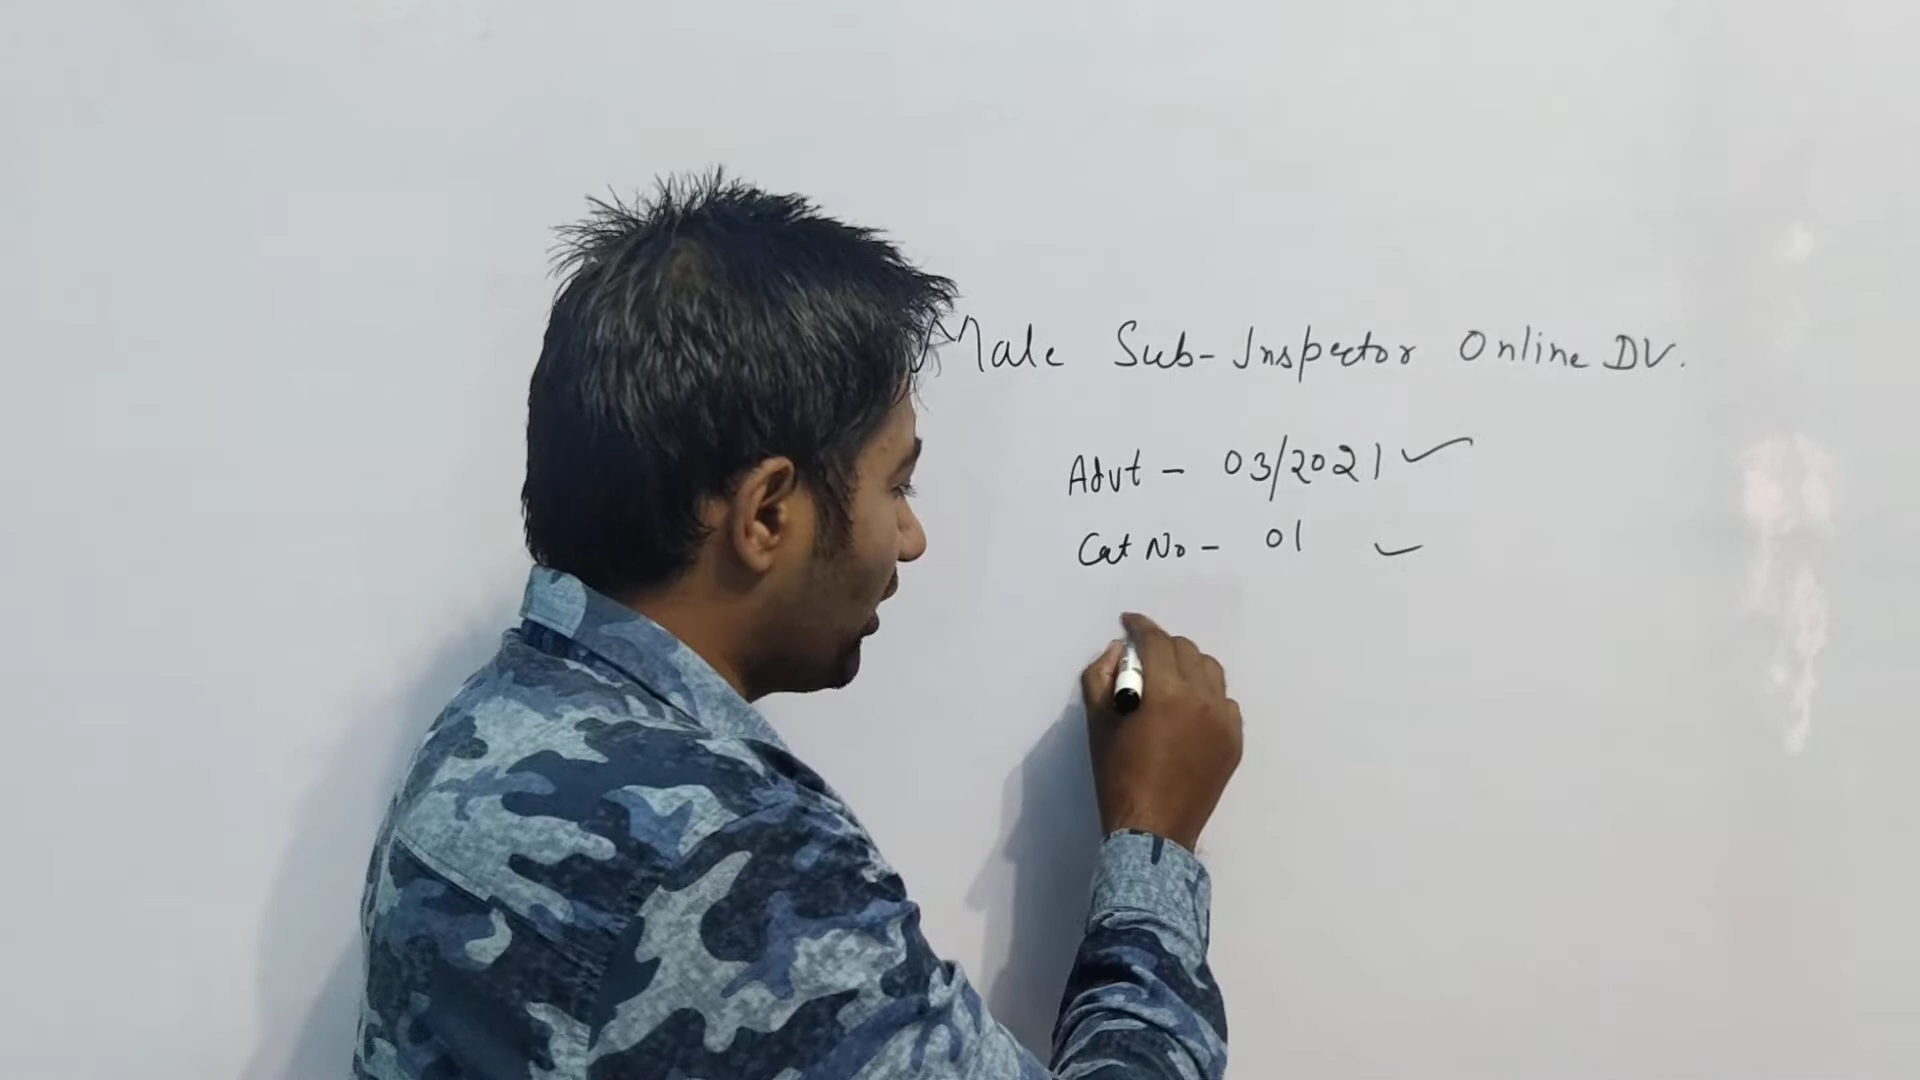 Male Sub-Inspector Online DV.
Advt - 03/2021
Cat No - 01